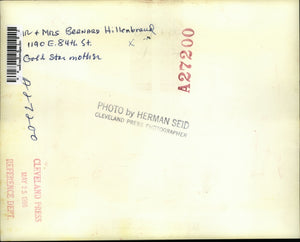 Mr + Mrs Bernard Hillenbrand
1190 E. 84th St.
Gold Star mother
A27200
PHOTO by HERMAN SEID
CLEVELAND PRESS PHOTOGRAPHER
CLEVELAND PRESS
REFERENCE DEPT.